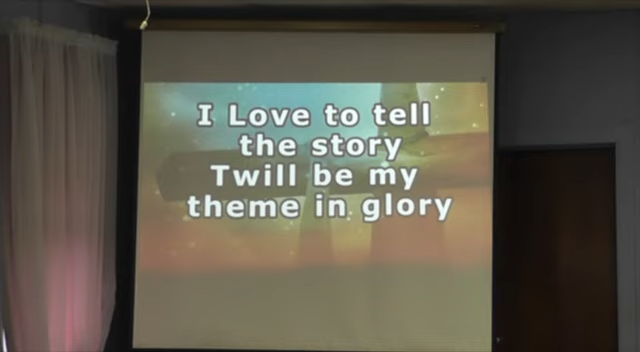 I Love to tell
the story
Twill be my
theme in glory